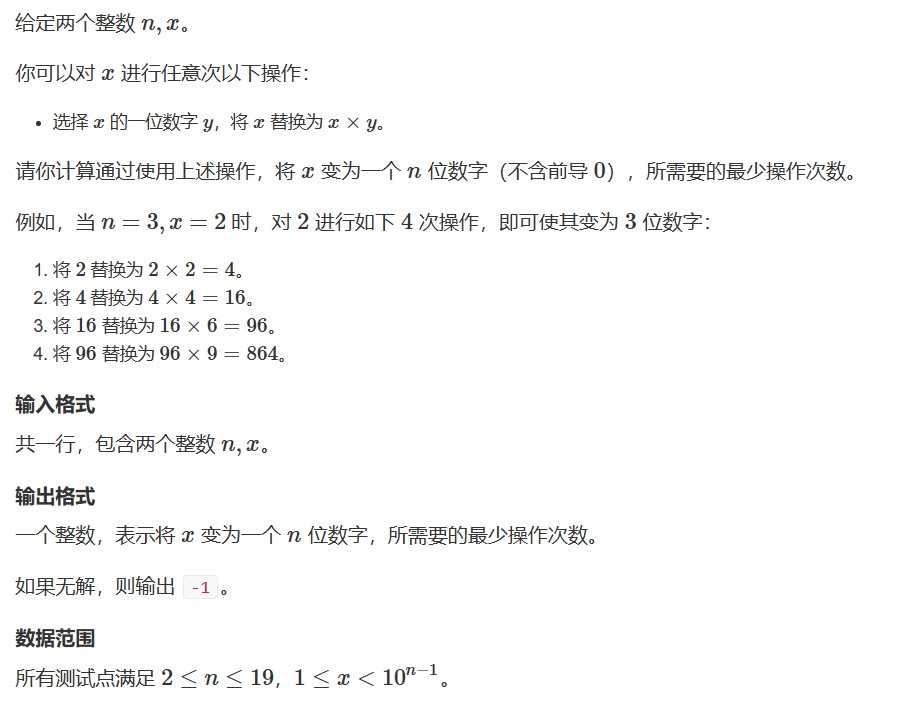 给定两个整数 n, x。
你可以对 x 进行任意次以下操作：
• 选择 x 的一位数字 y，将 x 替换为 x × y。
请你计算通过使用上述操作，将 x 变为一个 n 位数字（不含前导 0），所需要的最少操作次数。
例如，当 n = 3, x = 2 时，对 2 进行如下 4 次操作，即可使其变为 3 位数字：
1. 将 2 替换为 2 × 2 = 4。
2. 将 4 替换为 4 × 4 = 16。
3. 将 16 替换为 16 × 6 = 96。
4. 将 96 替换为 96 × 9 = 864。
输入格式
共一行，包含两个整数 n, x。
输出格式
一个整数，表示将 x 变为一个 n 位数字，所需要的最少操作次数。
如果无解，则输出 -1 。
数据范围
所有测试点满足 2 ≤ n ≤ 19，1 ≤ x < 10^{n−1}。